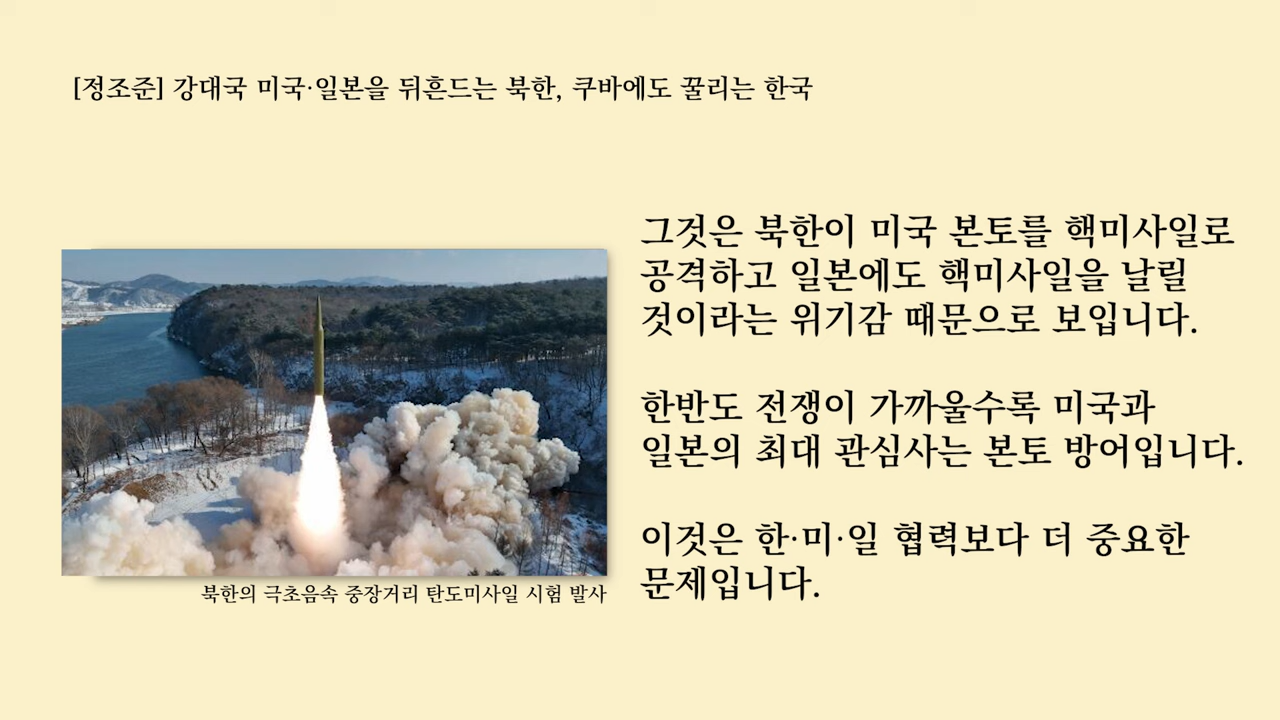 [정조준] 강대국 미국·일본을 뒤흔드는 북한, 쿠바에도 꿀리는 한국
그것은 북한이 미국 본토를 핵미사일로
공격하고 일본에도 핵미사일을 날릴
것이라는 위기감 때문으로 보입니다.
한반도 전쟁이 가까울수록 미국과
일본의 최대 관심사는 본토 방어입니다.
이것은 한·미·일 협력보다 더 중요한
문제입니다.
북한의 극초음속 중장거리 탄도미사일 시험 발사